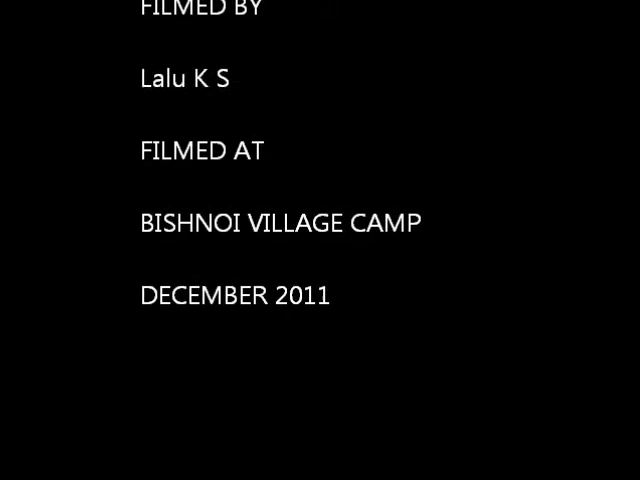 FILMED BY
Lalu K S
FILMED AT
BISHNOI VILLAGE CAMP
DECEMBER 2011